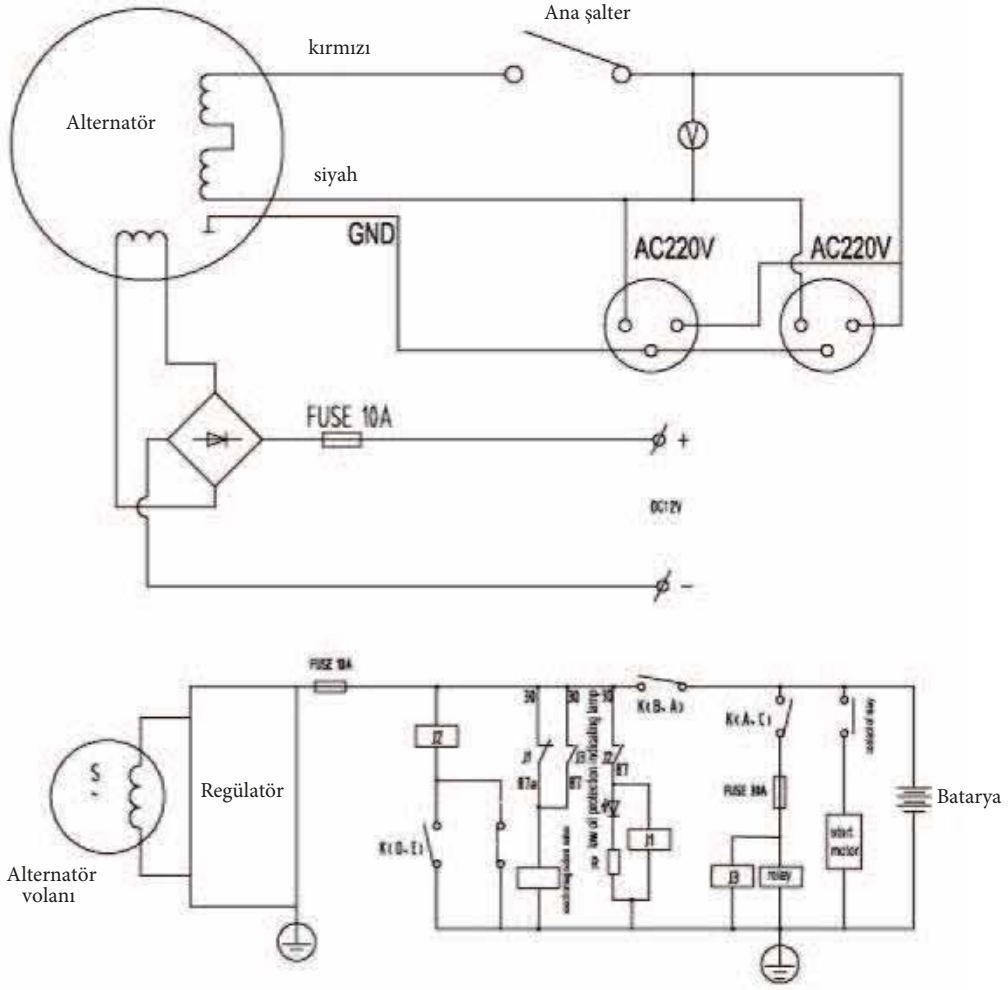 Ana şalter
kırmızı
Alternatör
V
siyah
GND
AC220V
AC220V
FUSE 10A
+
DC12V
-
FUSE 10A
30
30
30
K(B、A)
K(A、C)
J2
J1
J3
J2
87a
87
87
low oil protection indicating lamp
S
Regülatör
FUSE 30A
Batarya
K(D、E)
J1
start
motor
J3
relay
Alternatör
volanı